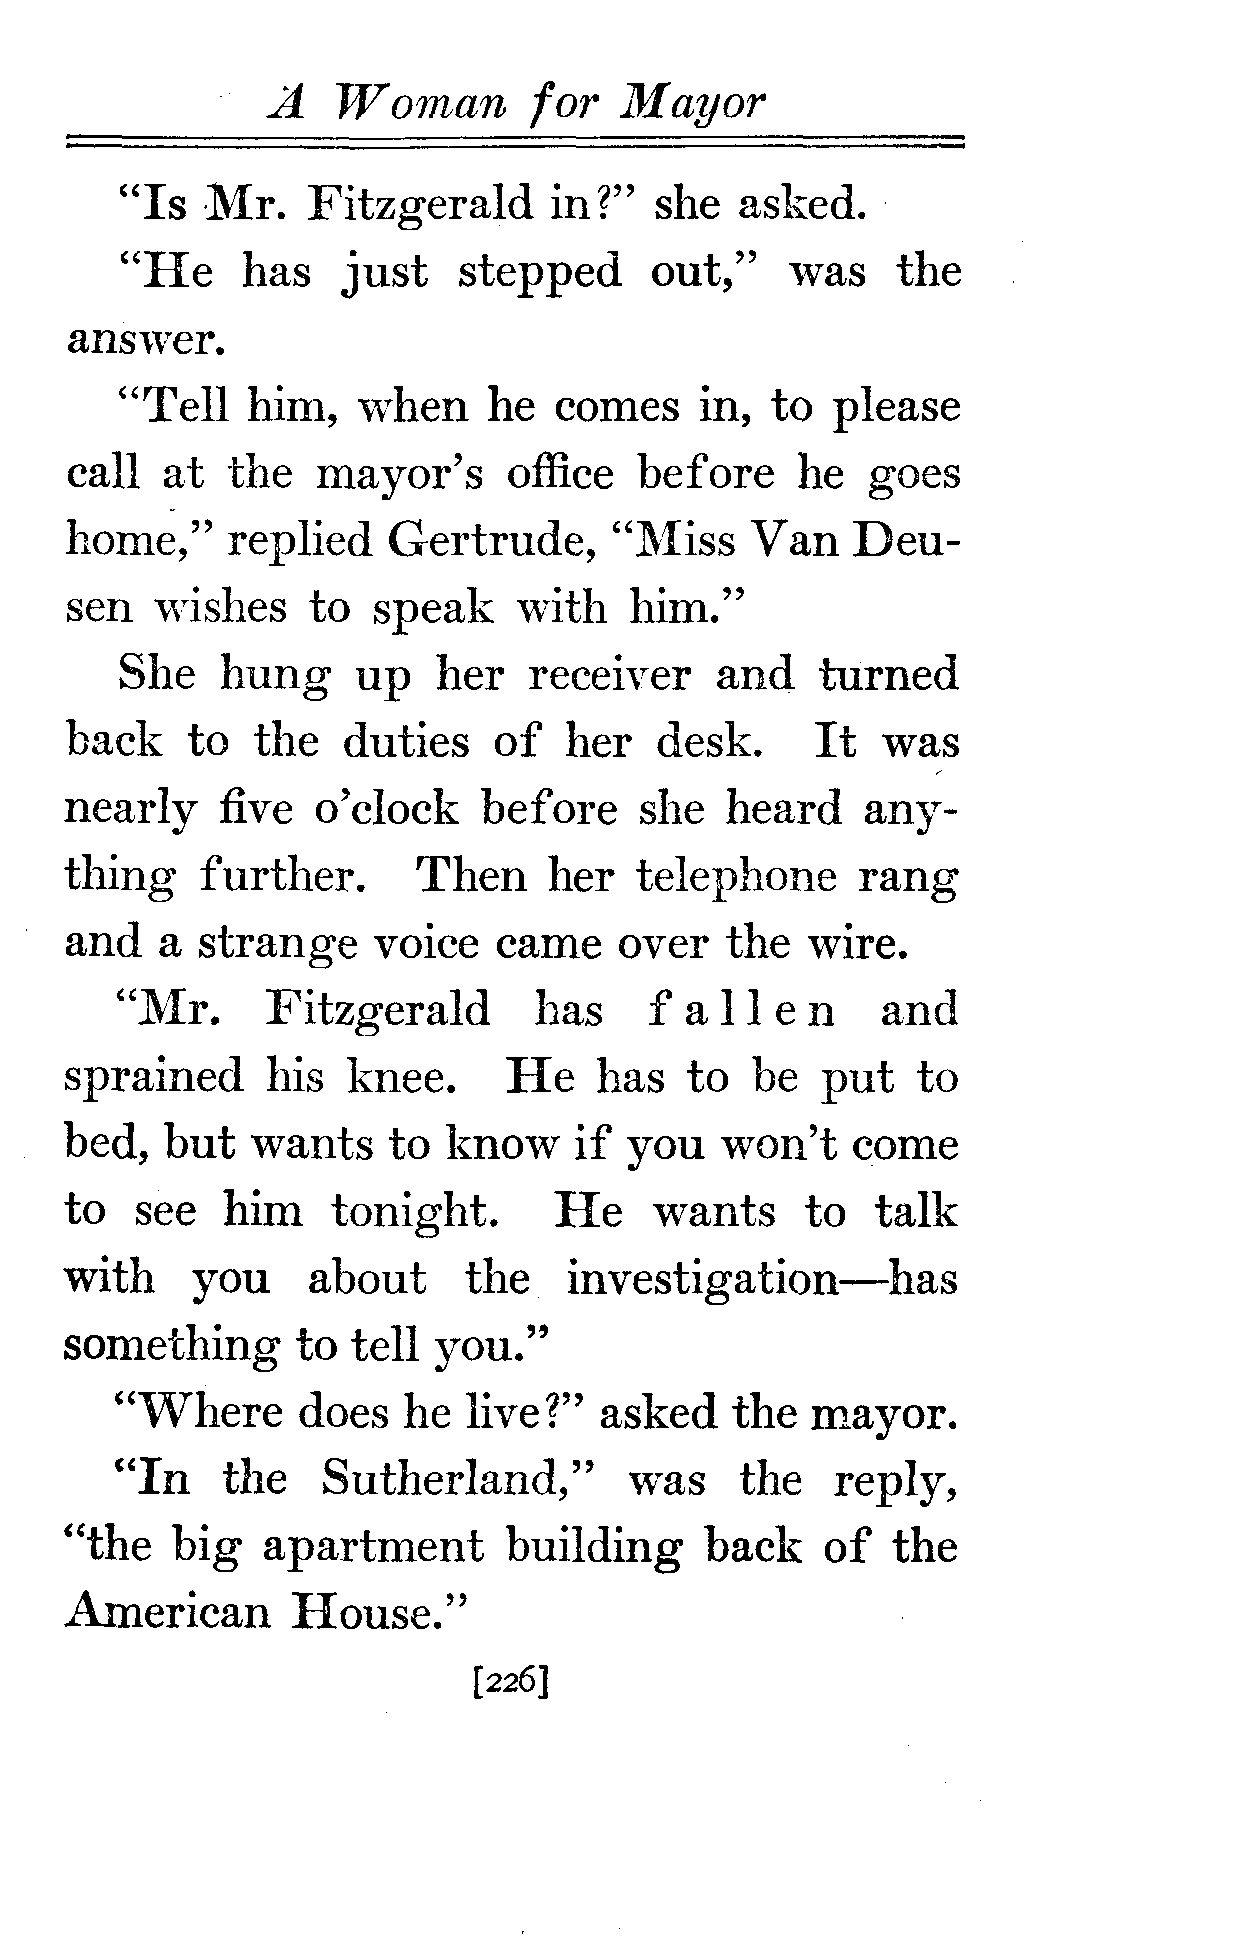 A Woman for Mayor
“Is Mr. Fitzgerald in?” she asked.
“He has just stepped out,” was the
answer.
“Tell him, when he comes in, to please
call at the mayor’s office before he goes
home,” replied Gertrude, “Miss Van Deu-
sen wishes to speak with him.”
She hung up her receiver and turned
back to the duties of her desk. It was
nearly five o’clock before she heard any-
thing further. Then her telephone rang
and a strange voice came over the wire.
“Mr. Fitzgerald has fallen and
sprained his knee. He has to be put to
bed, but wants to know if you won’t come
to see him tonight. He wants to talk
with you about the investigation—has
something to tell you.”
“Where does he live?” asked the mayor.
“In the Sutherland,” was the reply,
“the big apartment building back of the
American House.”
[226]